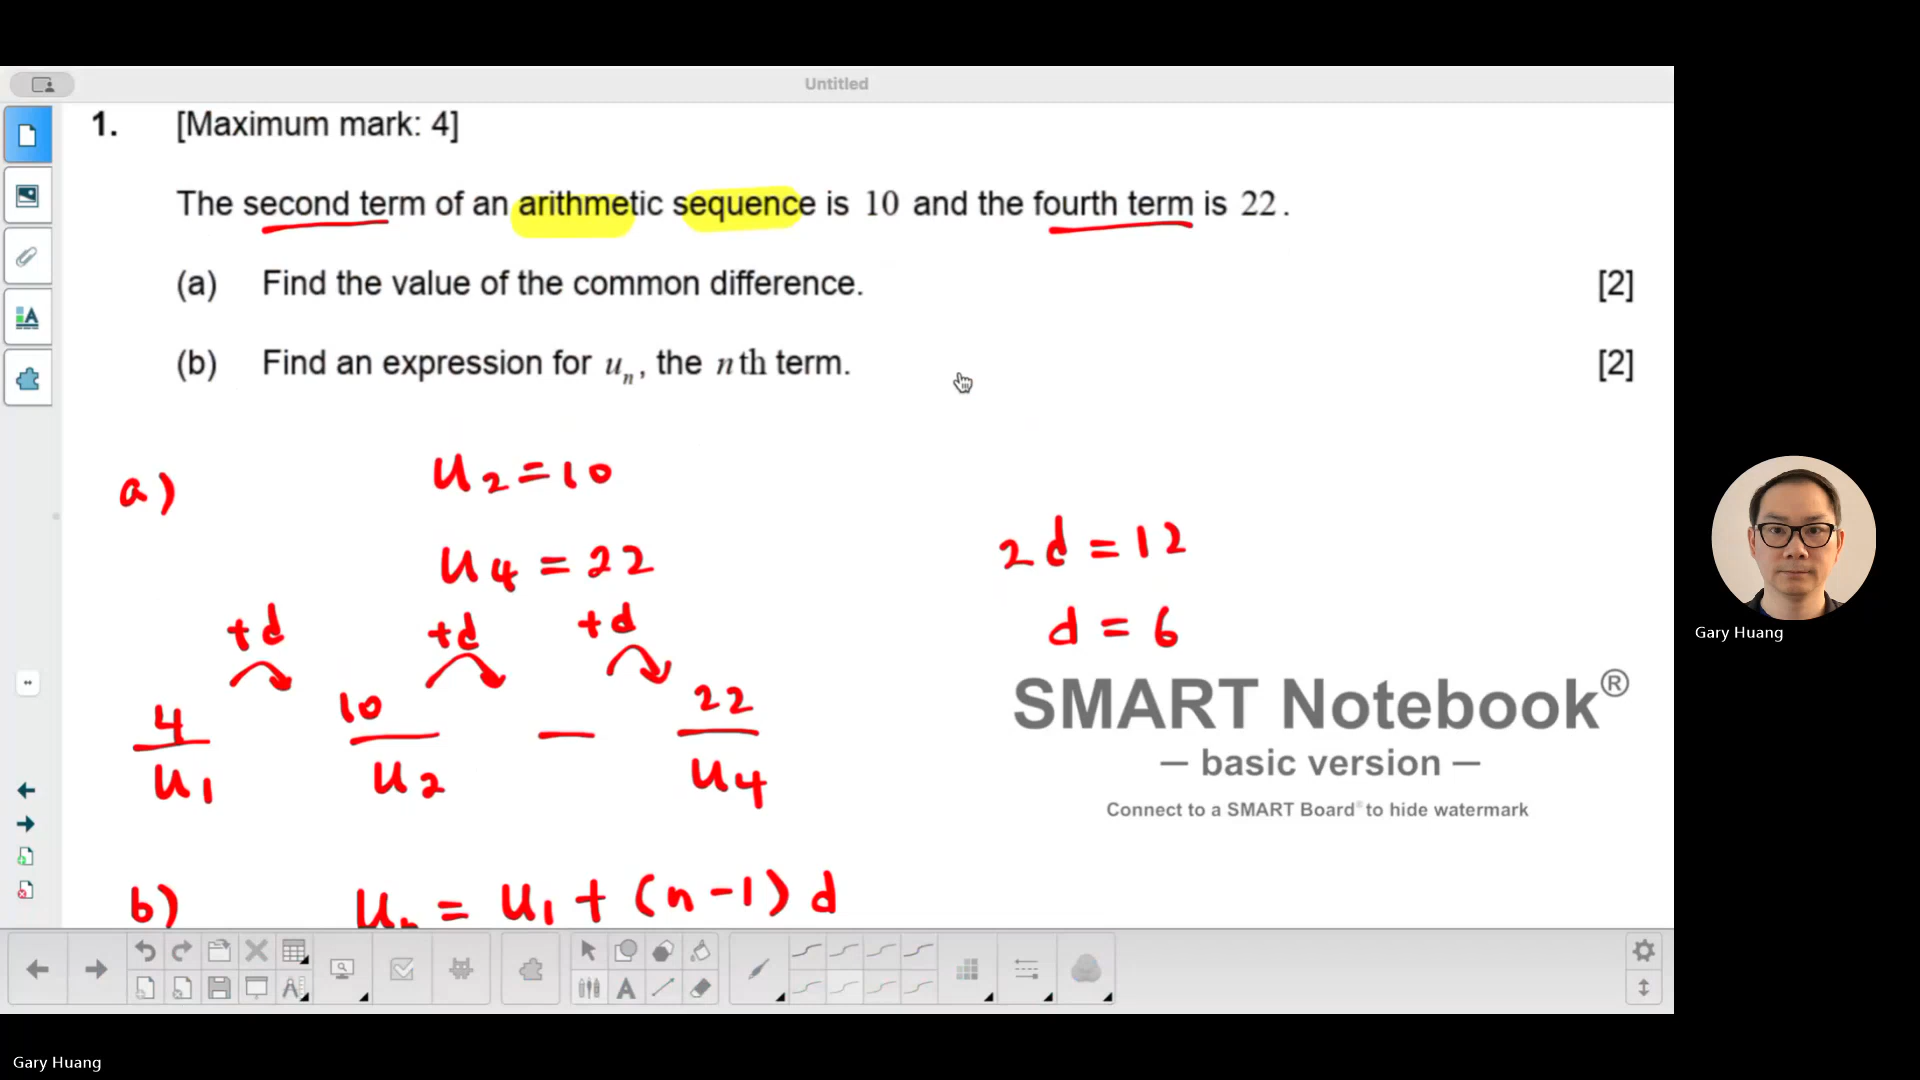 Untitled
1. [Maximum mark: 4]
The second term of an arithmetic sequence is 10 and the fourth term is 22.
(a) Find the value of the common difference. [2]
(b) Find an expression for uₙ, the nth term. [2]
a)
u₂ = 10
u₄ = 22
2d = 12
d = 6
+d +d +d
4 10 22
u₁ u₂ u₄
SMART Notebook®
— basic version —
Connect to a SMART Board® to hide watermark
b) uₙ = u₁ + (n-1) d
Gary Huang
Gary Huang